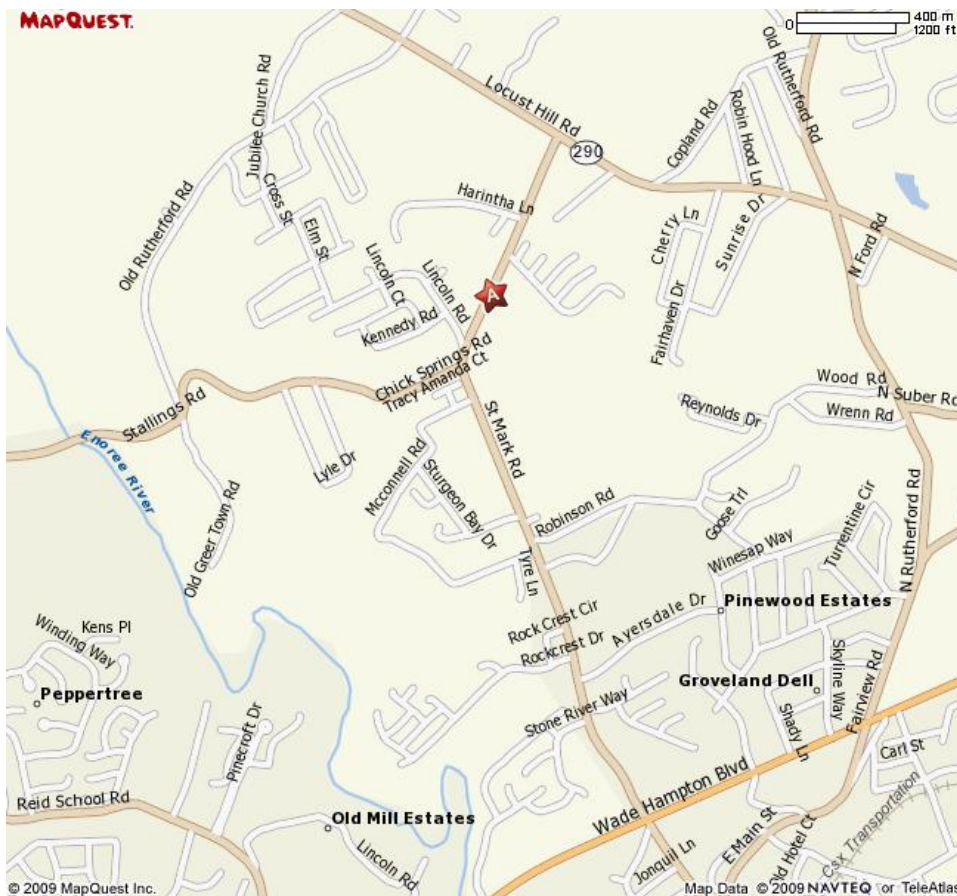 MAPQUEST.
0 400 m
1200 ft
Old Rutherford Rd
Locust Hill Rd
Jubilee Church Rd
290
Copland Rd
Robin Hood Ln
Cross St
Harintha Ln
Old Rutherford Rd
Elm St
Cherry Ln
Sunrise Dr
N Ford Rd
Lincoln Ct
Lincoln Rd
A
Kennedy Rd
Fairhaven Dr
Chick Springs Rd
Tracy Amanda Ct
Wood Rd
N Suber Rd
Stallings Rd
Reynolds Dr
Wrenn Rd
St Mark Rd
Enoree River
Lyle Dr
Mcconnell Rd
Sturgeon Bay Dr
Robinson Rd
Goose Trl
Turrentine Cir
Old Greer Town Rd
Tyre Ln
Winesap Way
N Rutherford Rd
Pinewood Estates
Ayersdale Dr
Rock Crest Cir
Rockcrest Dr
Kens Pl
Winding Way
Peppertree
Groveland Dell
Skyline Way
Fairview Rd
Stone River Way
Shady Ln
Pinecroft Dr
Carl St
Wade Hampton Blvd
Reid School Rd
Old Mill Estates
Csx Transportation
E Main St
Old Hotel Ct
Jonquil Ln
Lincoln Rd
© 2009 MapQuest Inc.
Map Data © 2009 NAVTEQ or TeleAtlas